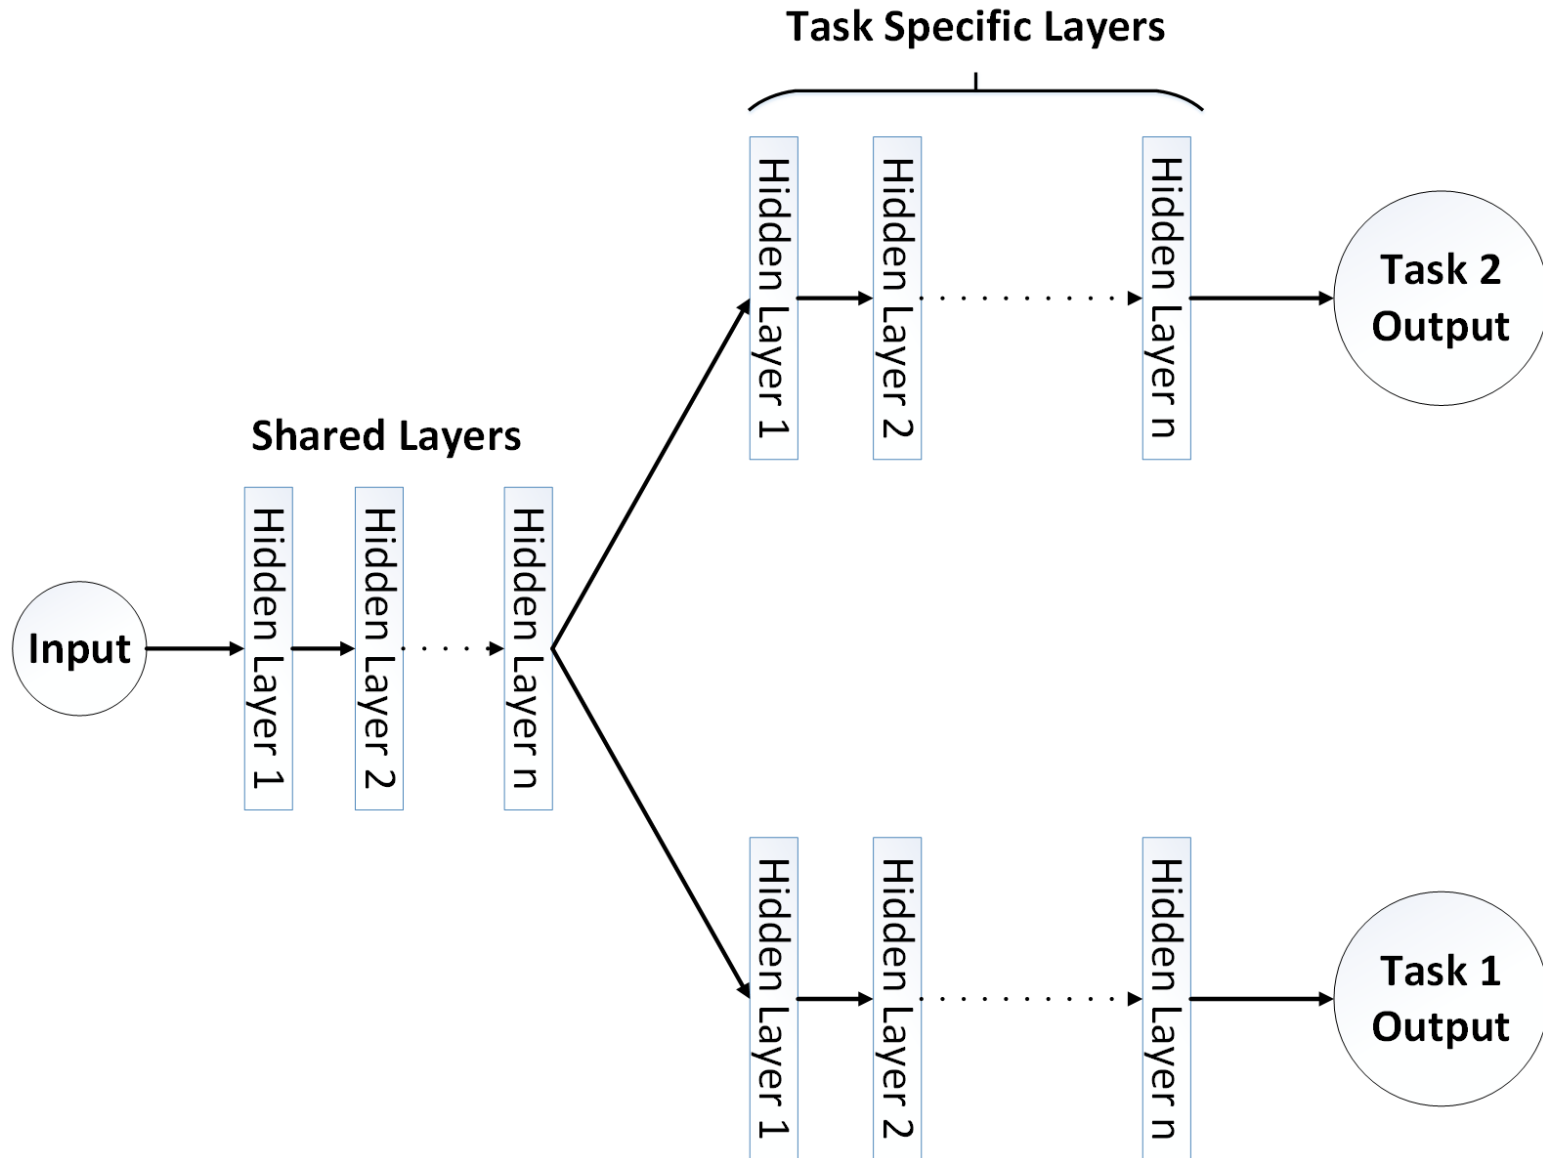 Task Specific Layers
Hidden Layer 1
Hidden Layer 2
Hidden Layer n
Task 2
Output
Shared Layers
Input
Hidden Layer 1
Hidden Layer 2
Hidden Layer n
Hidden Layer 1
Hidden Layer 2
Hidden Layer n
Task 1
Output